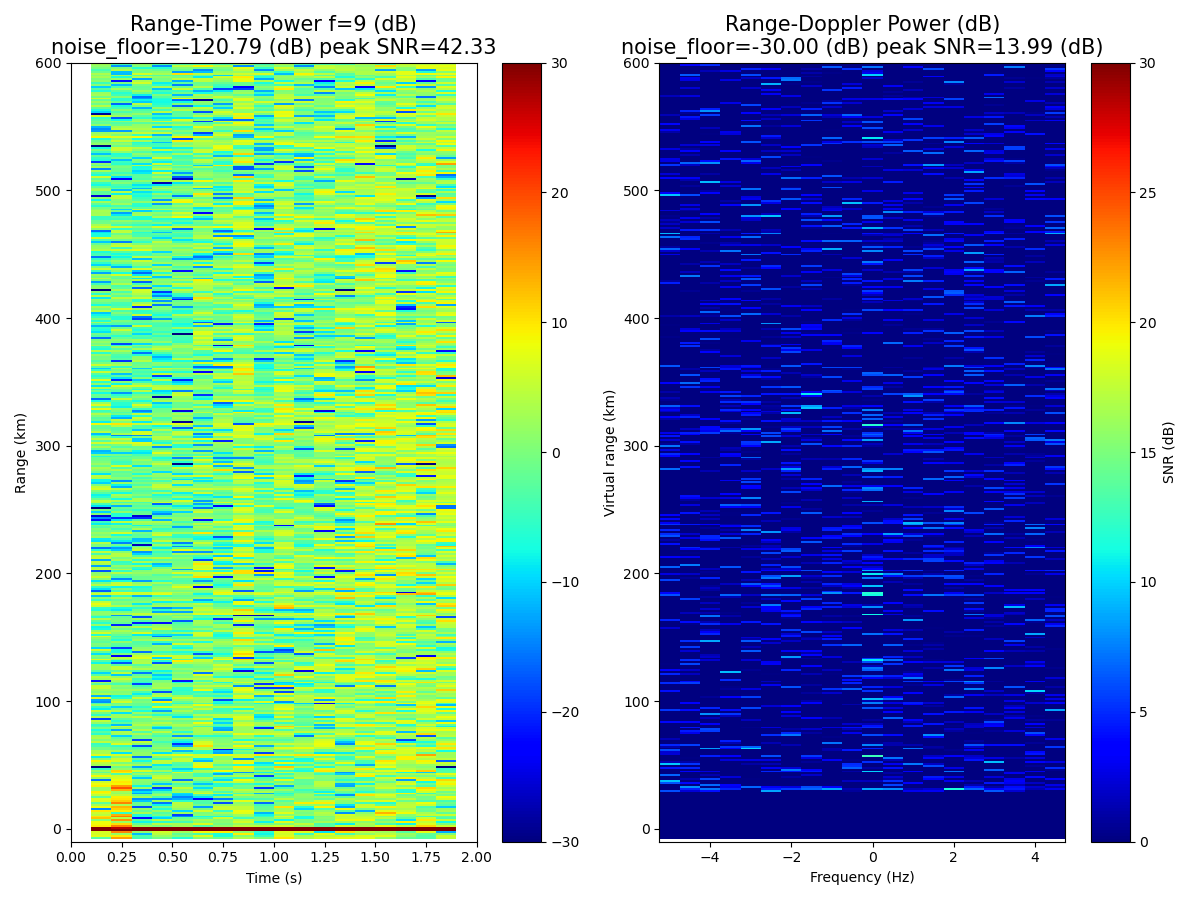 Range-Time Power f=9 (dB)
noise_floor=-120.79 (dB) peak SNR=42.33
600
500
400
300
200
100
0
Range (km)
0.00 0.25 0.50 0.75 1.00 1.25 1.50 1.75 2.00
Time (s)
30
20
10
0
−10
−20
−30
Range-Doppler Power (dB)
noise_floor=-30.00 (dB) peak SNR=13.99 (dB)
600
500
400
300
200
100
0
Virtual range (km)
−4 −2 0 2 4
Frequency (Hz)
30
25
20
15
10
5
0
SNR (dB)